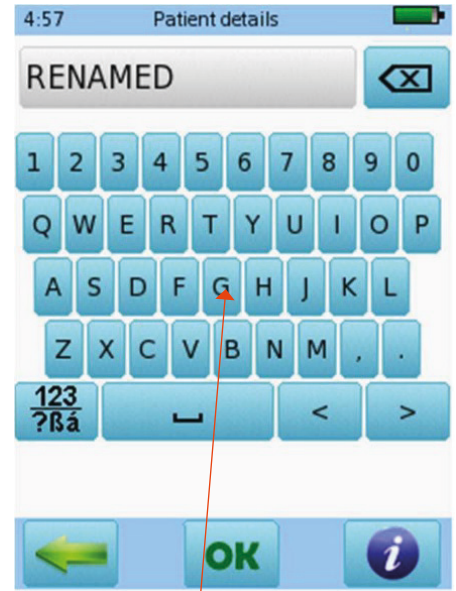 4:57 Patient details
RENAMED
1 2 3 4 5 6 7 8 9 0
Q W E R T Y U I O P
A S D F G H J K L
Z X C V B N M , .
123
?ßá < >
OK i